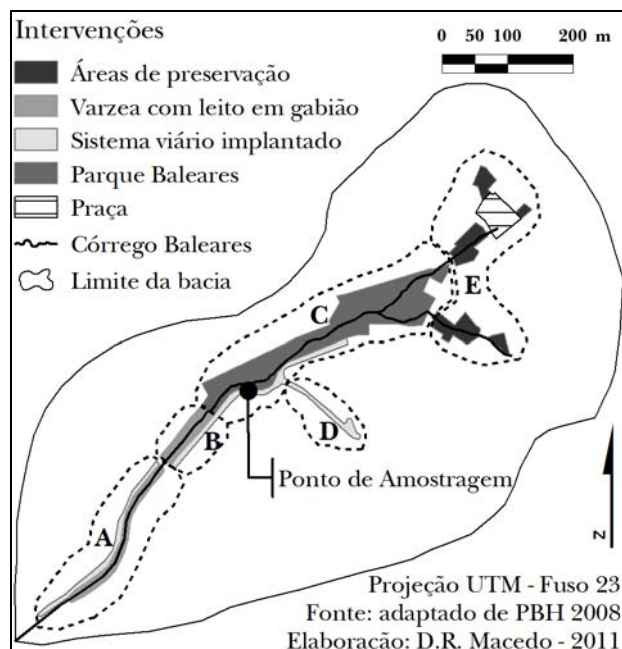 Intervenções
0 50 100 200 m
Áreas de preservação
Varzea com leito em gabião
Sistema viário implantado
Parque Baleares
Praça
Córrego Baleares
Limite da bacia
E
C
B
D
Ponto de Amostragem
A
N
Projeção UTM - Fuso 23
Fonte: adaptado de PBH 2008
Elaboração: D.R. Macedo - 2011